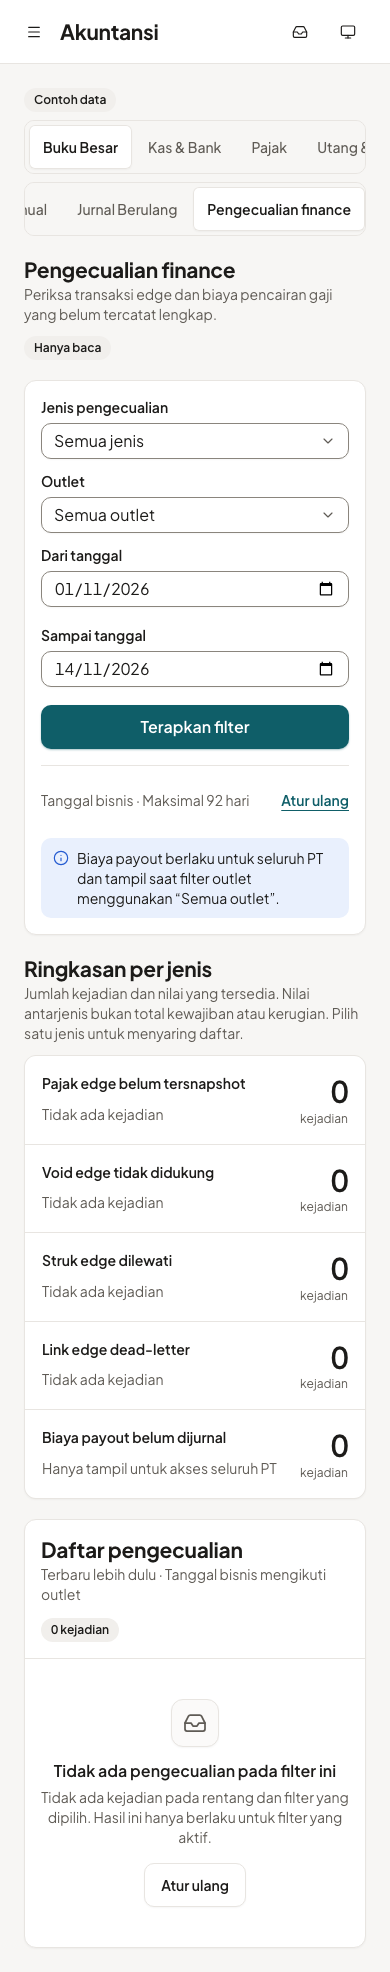 Akuntansi
Contoh data
Buku Besar Kas & Bank Pajak Utang &
ual Jurnal Berulang Pengecualian finance
Pengecualian finance
Periksa transaksi edge dan biaya pencairan gaji
yang belum tercatat lengkap.
Hanya baca
Jenis pengecualian
Semua jenis
Outlet
Semua outlet
Dari tanggal
01/11/2026
Sampai tanggal
14/11/2026
Terapkan filter
Tanggal bisnis · Maksimal 92 hari Atur ulang
Biaya payout berlaku untuk seluruh PT
dan tampil saat filter outlet
menggunakan “Semua outlet”.
Ringkasan per jenis
Jumlah kejadian dan nilai yang tersedia. Nilai
antarjenis bukan total kewajiban atau kerugian. Pilih
satu jenis untuk menyaring daftar.
Pajak edge belum tersnapshot 0
Tidak ada kejadian kejadian
Void edge tidak didukung 0
Tidak ada kejadian kejadian
Struk edge dilewati 0
Tidak ada kejadian kejadian
Link edge dead-letter 0
Tidak ada kejadian kejadian
Biaya payout belum dijurnal 0
Hanya tampil untuk akses seluruh PT kejadian
Daftar pengecualian
Terbaru lebih dulu · Tanggal bisnis mengikuti
outlet
0 kejadian
Tidak ada pengecualian pada filter ini
Tidak ada kejadian pada rentang dan filter yang
dipilih. Hasil ini hanya berlaku untuk filter yang
aktif.
Atur ulang